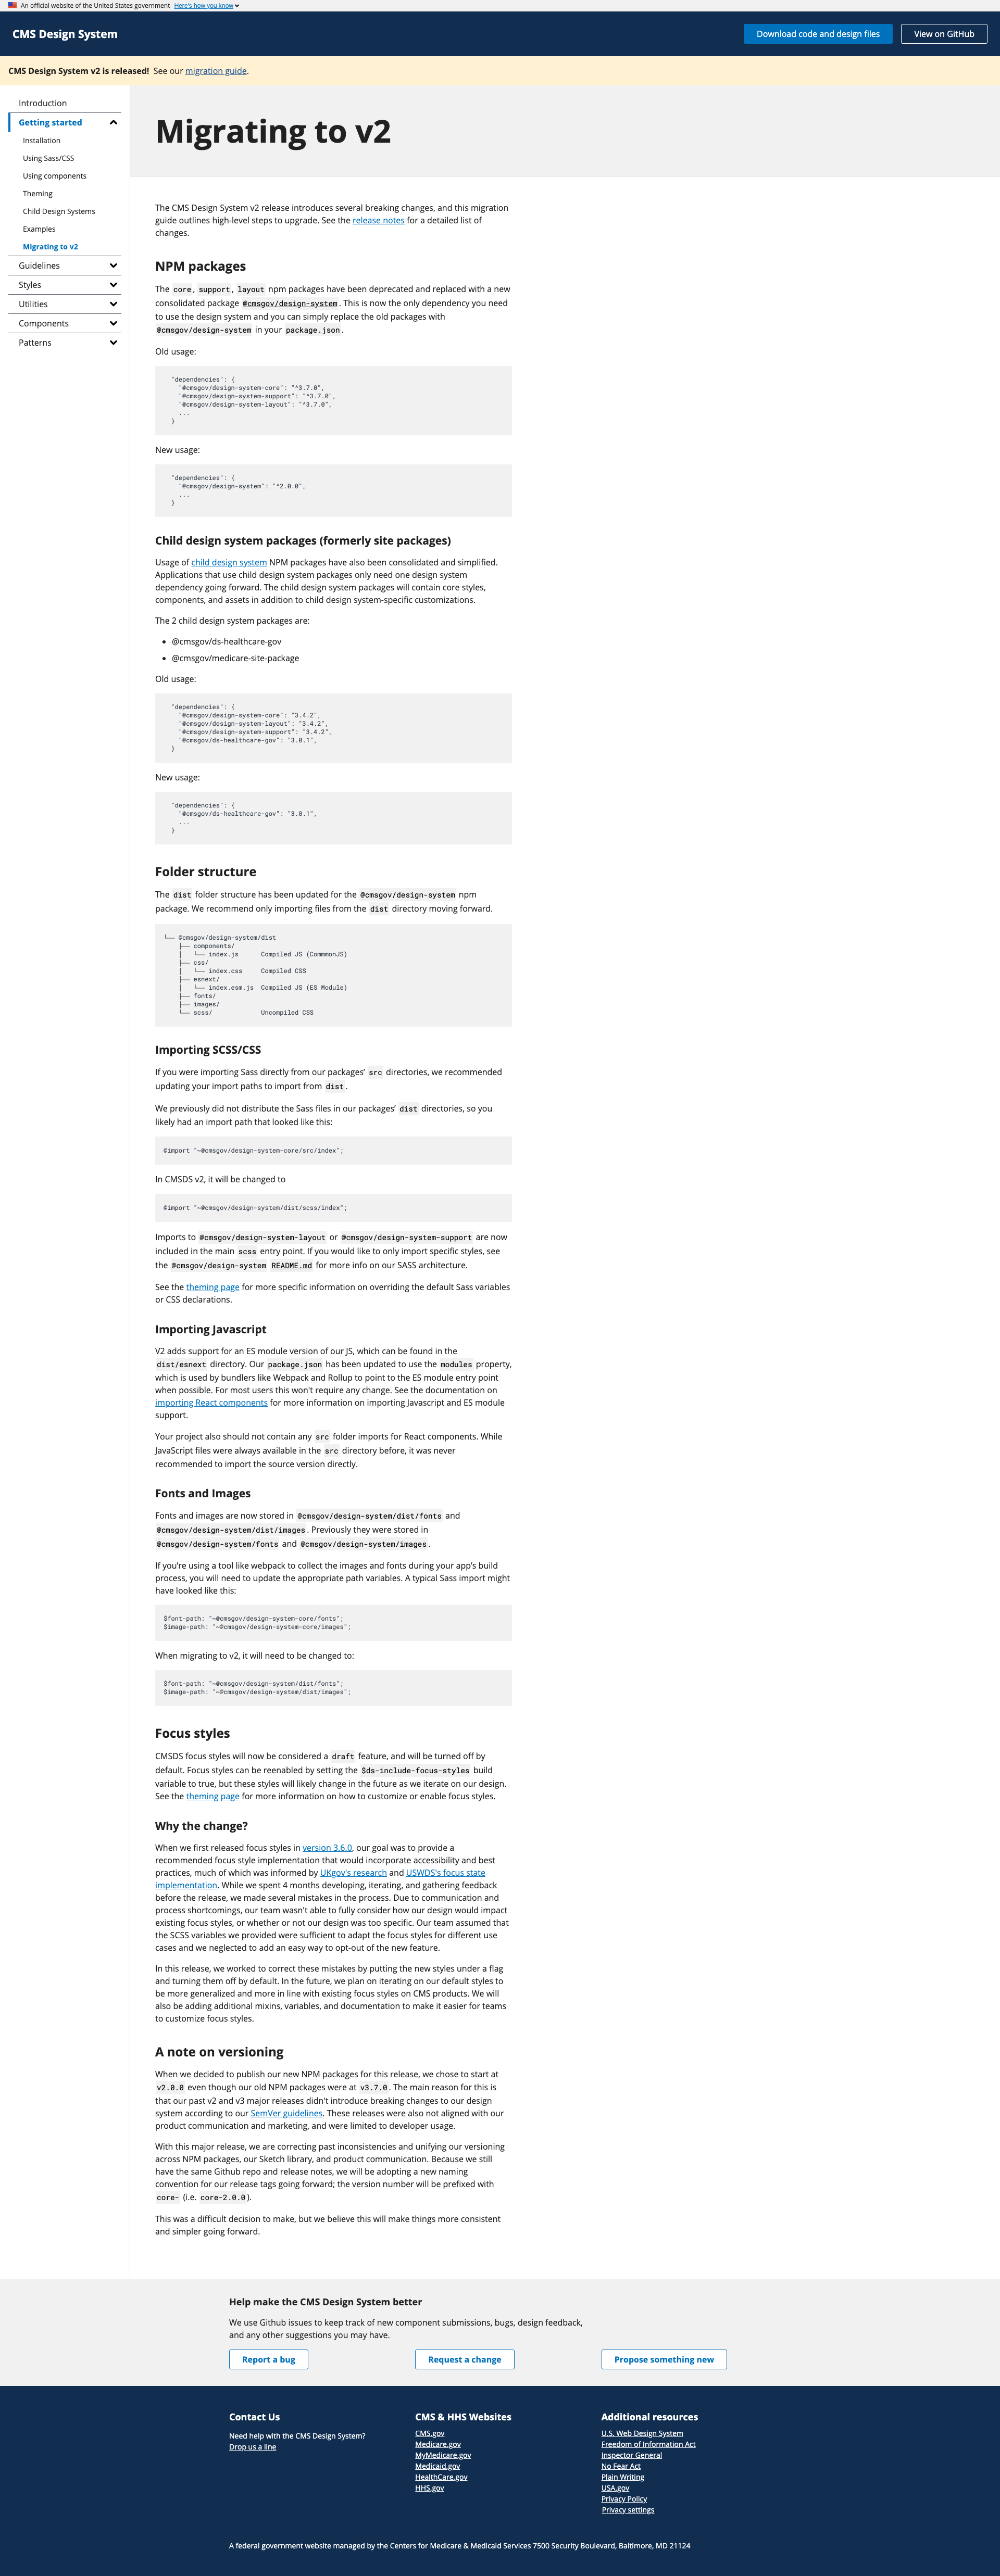 An official website of the United States government Here's how you know
CMS Design System
Download code and design files
View on GitHub
CMS Design System v2 is released! See our migration guide.
Introduction
Getting started
Installation
Using Sass/CSS
Using components
Theming
Child Design Systems
Examples
Migrating to v2
Guidelines
Styles
Utilities
Components
Patterns
Migrating to v2
The CMS Design System v2 release introduces several breaking changes, and this migration
guide outlines high-level steps to upgrade. See the release notes for a detailed list of
changes.
NPM packages
The core, support, layout npm packages have been deprecated and replaced with a new
consolidated package @cmsgov/design-system. This is now the only dependency you need
to use the design system and you can simply replace the old packages with
@cmsgov/design-system in your package.json.
Old usage:
"dependencies": {
"@cmsgov/design-system-core": "^3.7.0",
"@cmsgov/design-system-support": "^3.7.0",
"@cmsgov/design-system-layout": "^3.7.0",
...
}
New usage:
"dependencies": {
"@cmsgov/design-system": "^2.0.0",
...
}
Child design system packages (formerly site packages)
Usage of child design system NPM packages have also been consolidated and simplified.
Applications that use child design system packages only need one design system
dependency going forward. The child design system packages will contain core styles,
components, and assets in addition to child design system-specific customizations.
The 2 child design system packages are:
• @cmsgov/ds-healthcare-gov
• @cmsgov/medicare-site-package
Old usage:
"dependencies": {
"@cmsgov/design-system-core": "3.4.2",
"@cmsgov/design-system-layout": "3.4.2",
"@cmsgov/design-system-support": "3.4.2",
"@cmsgov/ds-healthcare-gov": "3.0.1",
}
New usage:
"dependencies": {
"@cmsgov/ds-healthcare-gov": "3.0.1",
...
}
Folder structure
The dist folder structure has been updated for the @cmsgov/design-system npm
package. We recommend only importing files from the dist directory moving forward.
└── @cmsgov/design-system/dist
├── components/
│   └── index.js      Compiled JS (CommmonJS)
├── css/
│   └── index.css     Compiled CSS
├── esnext/
│   └── index.esm.js  Compiled JS (ES Module)
├── fonts/
├── images/
└── scss/             Uncompiled CSS
Importing SCSS/CSS
If you were importing Sass directly from our packages’ src directories, we recommended
updating your import paths to import from dist.
We previously did not distribute the Sass files in our packages’ dist directories, so you
likely had an import path that looked like this:
@import "~@cmsgov/design-system-core/src/index";
In CMSDS v2, it will be changed to
@import "~@cmsgov/design-system/dist/scss/index";
Imports to @cmsgov/design-system-layout or @cmsgov/design-system-support are now
included in the main scss entry point. If you would like to only import specific styles, see
the @cmsgov/design-system README.md for more info on our SASS architecture.
See the theming page for more specific information on overriding the default Sass variables
or CSS declarations.
Importing Javascript
V2 adds support for an ES module version of our JS, which can be found in the
dist/esnext directory. Our package.json has been updated to use the modules property,
which is used by bundlers like Webpack and Rollup to point to the ES module entry point
when possible. For most users this won't require any change. See the documentation on
importing React components for more information on importing Javascript and ES module
support.
Your project also should not contain any src folder imports for React components. While
JavaScript files were always available in the src directory before, it was never
recommended to import the source version directly.
Fonts and Images
Fonts and images are now stored in @cmsgov/design-system/dist/fonts and
@cmsgov/design-system/dist/images. Previously they were stored in
@cmsgov/design-system/fonts and @cmsgov/design-system/images.
If you’re using a tool like webpack to collect the images and fonts during your app’s build
process, you will need to update the appropriate path variables. A typical Sass import might
have looked like this:
$font-path: "~@cmsgov/design-system-core/fonts";
$image-path: "~@cmsgov/design-system-core/images";
When migrating to v2, it will need to be changed to:
$font-path: "~@cmsgov/design-system/dist/fonts";
$image-path: "~@cmsgov/design-system/dist/images";
Focus styles
CMSDS focus styles will now be considered a draft feature, and will be turned off by
default. Focus styles can be reenabled by setting the $ds-include-focus-styles build
variable to true, but these styles will likely change in the future as we iterate on our design.
See the theming page for more information on how to customize or enable focus styles.
Why the change?
When we first released focus styles in version 3.6.0, our goal was to provide a
recommended focus style implementation that would incorporate accessibility and best
practices, much of which was informed by UKgov's research and USWDS's focus state
implementation. While we spent 4 months developing, iterating, and gathering feedback
before the release, we made several mistakes in the process. Due to communication and
process shortcomings, our team wasn't able to fully consider how our design would impact
existing focus styles, or whether or not our design was too specific. Our team assumed that
the SCSS variables we provided were sufficient to adapt the focus styles for different use
cases and we neglected to add an easy way to opt-out of the new feature.
In this release, we worked to correct these mistakes by putting the new styles under a flag
and turning them off by default. In the future, we plan on iterating on our default styles to
be more generalized and more in line with existing focus styles on CMS products. We will
also be adding additional mixins, variables, and documentation to make it easier for teams
to customize focus styles.
A note on versioning
When we decided to publish our new NPM packages for this release, we chose to start at
v2.0.0 even though our old NPM packages were at v3.7.0. The main reason for this is
that our past v2 and v3 major releases didn't introduce breaking changes to our design
system according to our SemVer guidelines. These releases were also not aligned with our
product communication and marketing, and were limited to developer usage.
With this major release, we are correcting past inconsistencies and unifying our versioning
across NPM packages, our Sketch library, and product communication. Because we still
have the same Github repo and release notes, we will be adopting a new naming
convention for our release tags going forward; the version number will be prefixed with
core- (i.e. core-2.0.0).
This was a difficult decision to make, but we believe this will make things more consistent
and simpler going forward.
Help make the CMS Design System better
We use Github issues to keep track of new component submissions, bugs, design feedback,
and any other suggestions you may have.
Report a bug
Request a change
Propose something new
Contact Us
Need help with the CMS Design System?
Drop us a line
CMS & HHS Websites
CMS.gov
Medicare.gov
MyMedicare.gov
Medicaid.gov
HealthCare.gov
HHS.gov
Additional resources
U.S. Web Design System
Freedom of Information Act
Inspector General
No Fear Act
Plain Writing
USA.gov
Privacy Policy
Privacy settings
A federal government website managed by the Centers for Medicare & Medicaid Services 7500 Security Boulevard, Baltimore, MD 21124